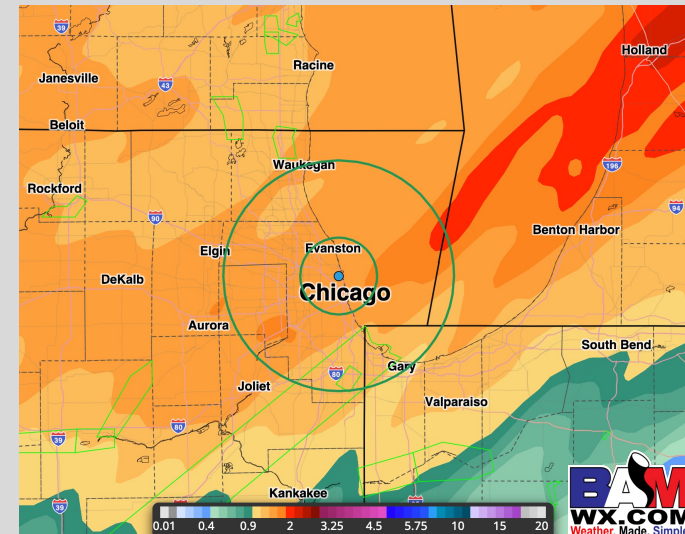 39
Holland
Racine
Janesville
43
Beloit
Waukegan
196
Rockford
94
90
Benton Harbor
Evanston
Elgin
DeKalb
Chicago
Aurora
South Bend
Gary
80
Joliet
Valparaiso
80
39
Kankakee
39
BAM
WX.COM
Weather. Made. Simple
0.01 0.4 0.9 2 3.25 4.5 5.75 10 15 20